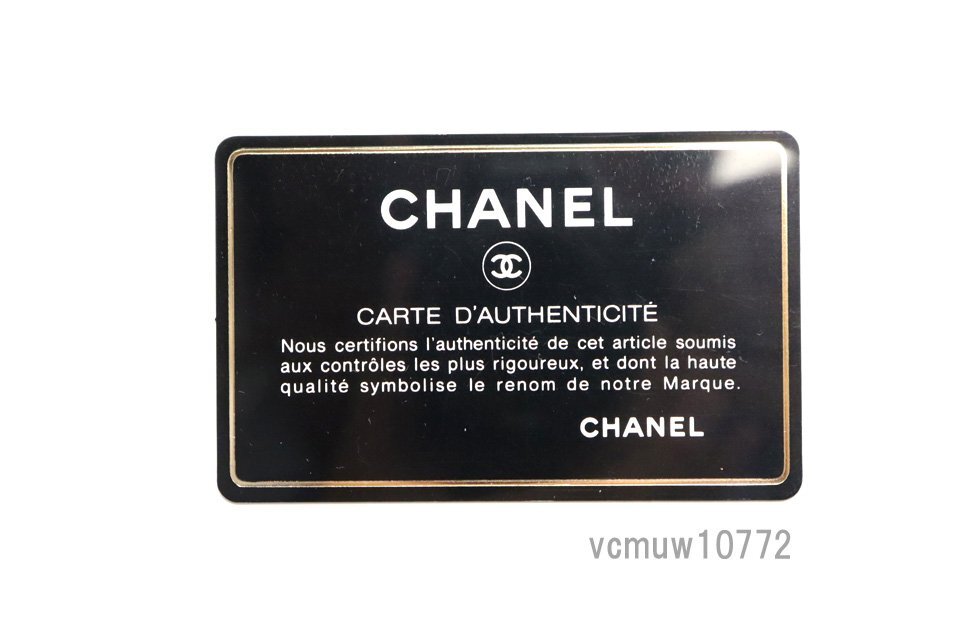 CHANEL
CARTE D'AUTHENTICITÉ
Nous certifions l'authenticité de cet article soumis
aux contrôles les plus rigoureux, et dont la haute
qualité symbolise le renom de notre Marque.
CHANEL
vcmuw10772